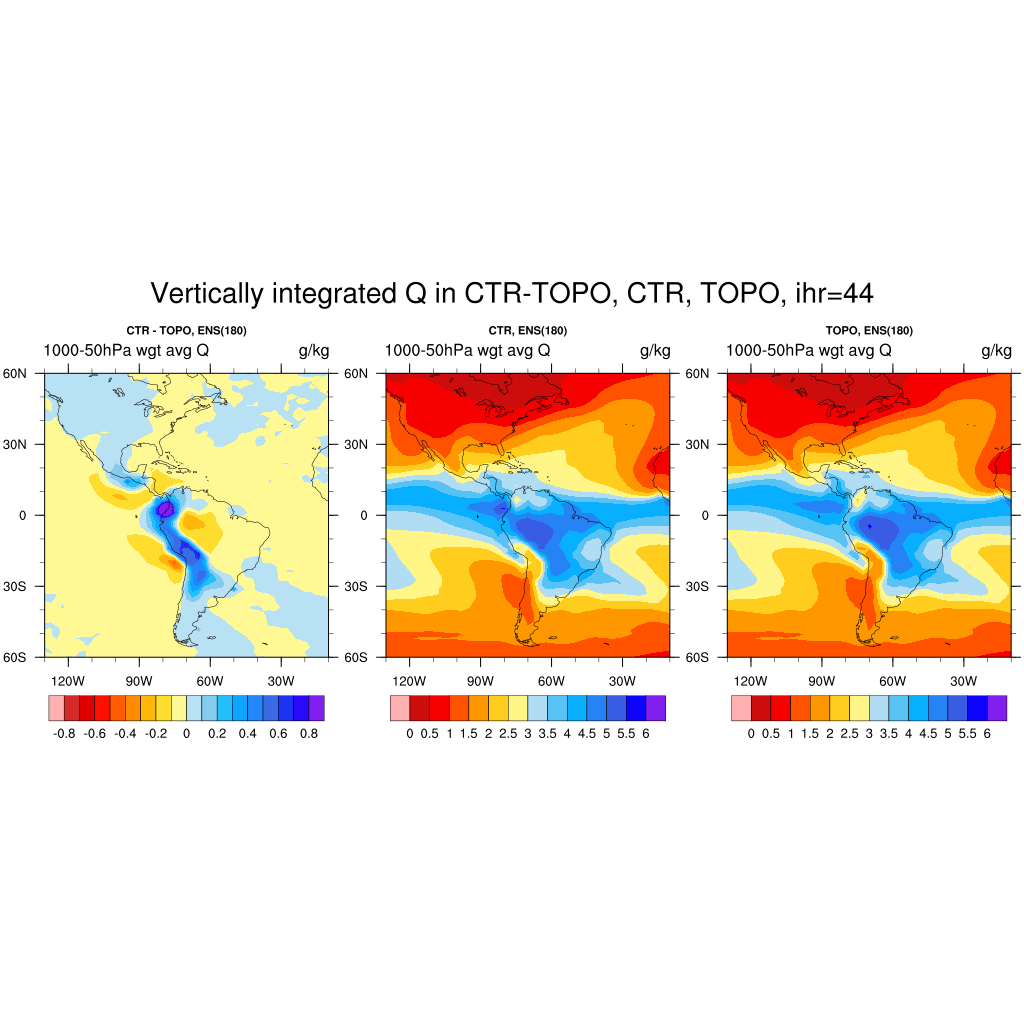 Vertically integrated Q in CTR-TOPO, CTR, TOPO, ihr=44
CTR - TOPO, ENS(180)
1000-50hPa wgt avg Q g/kg
60N
30N
0
30S
60S
120W 90W 60W 30W
-0.8 -0.6 -0.4 -0.2 0 0.2 0.4 0.6 0.8
CTR, ENS(180)
1000-50hPa wgt avg Q g/kg
60N
30N
0
30S
60S
120W 90W 60W 30W
0 0.5 1 1.5 2 2.5 3 3.5 4 4.5 5 5.5 6
TOPO, ENS(180)
1000-50hPa wgt avg Q g/kg
60N
30N
0
30S
60S
120W 90W 60W 30W
0 0.5 1 1.5 2 2.5 3 3.5 4 4.5 5 5.5 6